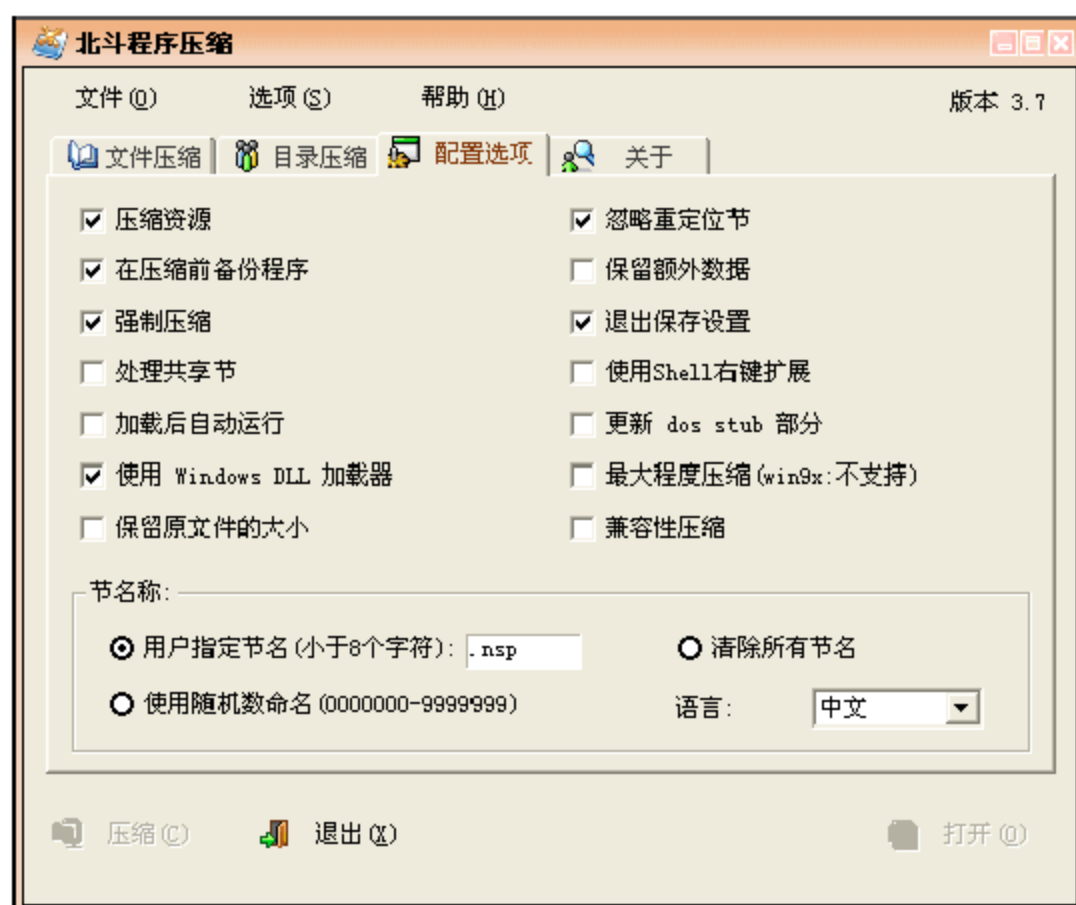 北斗程序压缩
文件(O) 选项(S) 帮助(H) 版本 3.7
文件压缩 目录压缩 配置选项 关于
压缩资源 忽略重定位节
在压缩前备份程序 保留额外数据
强制压缩 退出保存设置
处理共享节 使用Shell右键扩展
加载后自动运行 更新 dos stub 部分
使用 Windows DLL 加载器 最大程度压缩(win9x:不支持)
保留原文件的大小 兼容性压缩
节名称:
用户指定节名(小于8个字符): .nsp 清除所有节名
使用随机数命名(0000000-9999999) 语言: 中文
压缩(C) 退出(X) 打开(O)